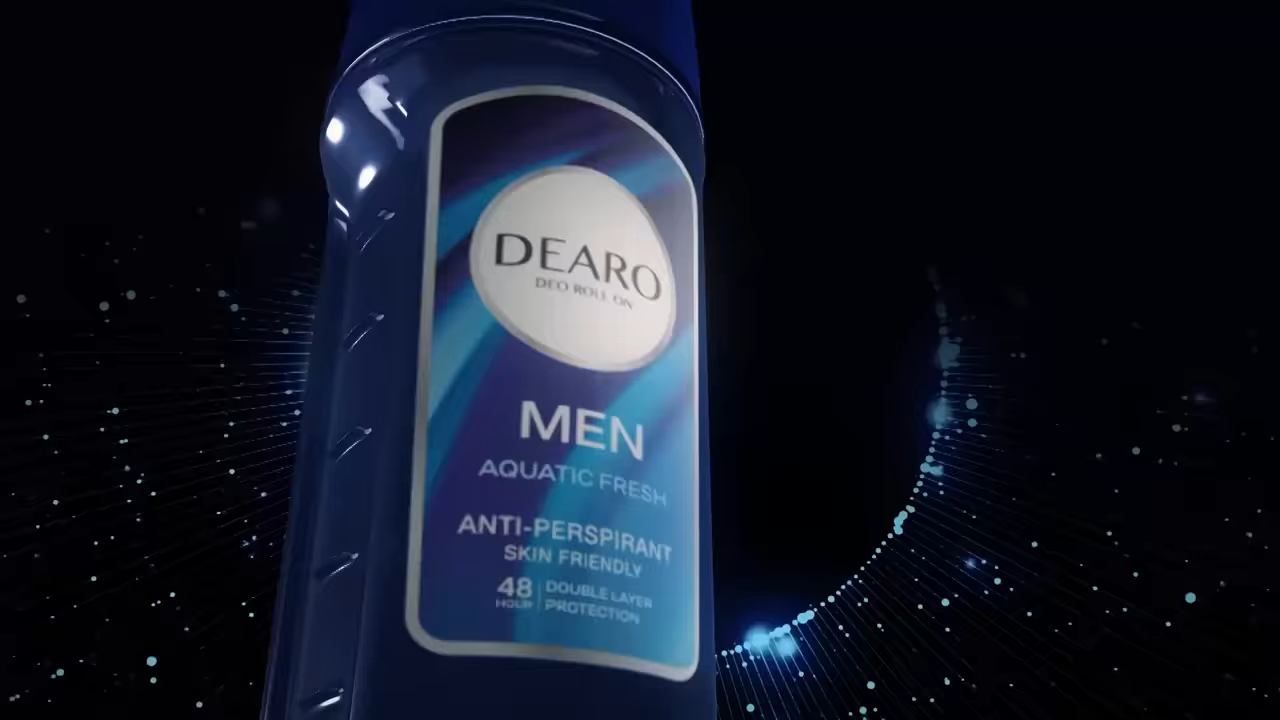 DEARO
DEO ROLL ON
MEN
AQUATIC FRESH
ANTI-PERSPIRANT
SKIN FRIENDLY
48 HOUR
DOUBLE LAYER
PROTECTION